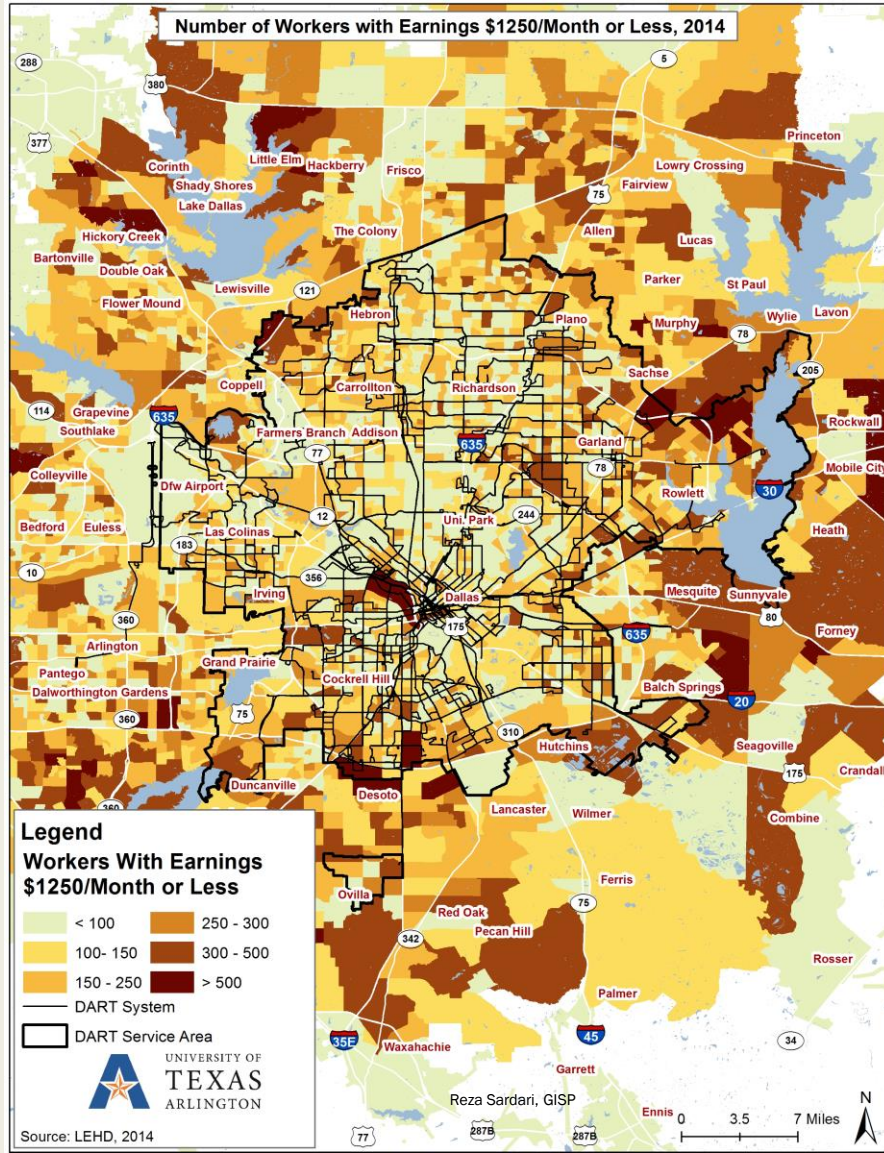 Number of Workers with Earnings $1250/Month or Less, 2014
288
380
5
377
Princeton
Corinth
Little Elm
Hackberry
Frisco
Lowry Crossing
Shady Shores
Fairview
75
Lake Dallas
The Colony
Allen
Hickory Creek
Lucas
Bartonville
Double Oak
Parker
St Paul
Lewisville
121
Flower Mound
Hebron
Plano
Murphy
Wylie
Lavon
78
Sachse
205
Coppell
Carrollton
Richardson
114
Grapevine
635
Rockwall
Southlake
Farmers Branch
Addison
635
Garland
77
78
Mobile City
Colleyville
Dfw Airport
Rowlett
30
12
Uni. Park
244
Bedford
Euless
Las Colinas
Heath
183
10
356
Irving
Dallas
Mesquite
Sunnyvale
175
80
360
635
Forney
Arlington
Grand Prairie
Pantego
Cockrell Hill
Balch Springs
Dalworthington Gardens
20
360
75
310
Hutchins
Seagoville
175
Crandall
Duncanville
Desoto
360
Lancaster
Wilmer
Combine
Legend
Workers With Earnings
$1250/Month or Less
< 100
250 - 300
100- 150
300 - 500
150 - 250
> 500
DART System
DART Service Area
UNIVERSITY OF
TEXAS
ARLINGTON
Source: LEHD, 2014
Ovilla
Ferris
75
Red Oak
Pecan Hill
342
Rosser
Palmer
35E
45
34
Waxahachie
Garrett
Reza Sardari, GISP
Ennis
77
287B
287B
0 3.5 7 Miles
N